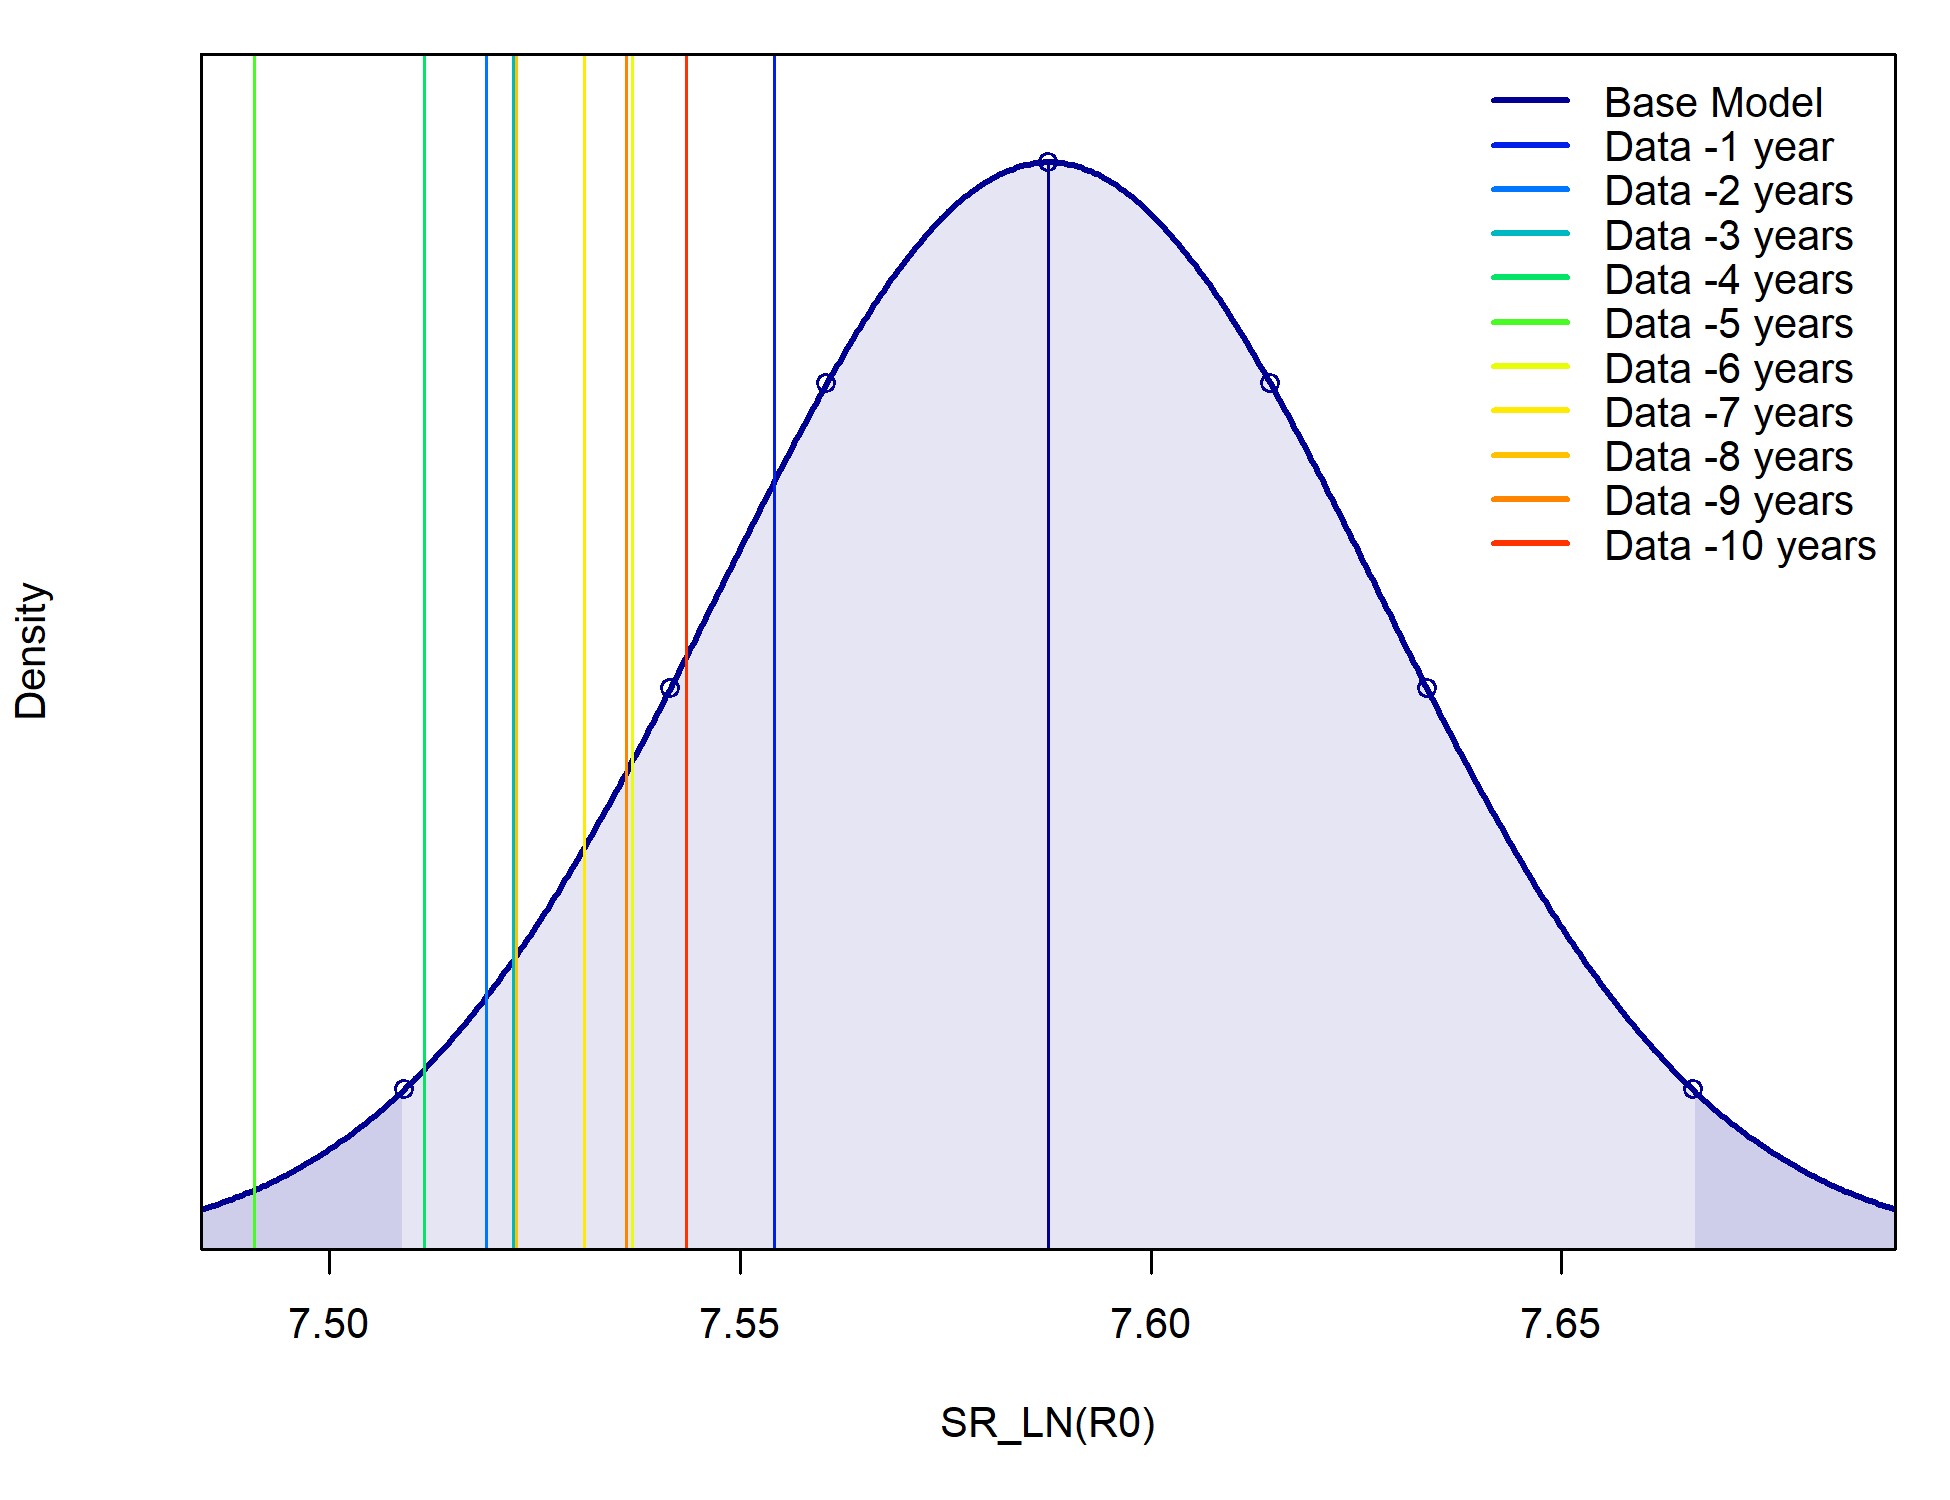 Base Model
Data -1 year
Data -2 years
Data -3 years
Data -4 years
Data -5 years
Data -6 years
Data -7 years
Data -8 years
Data -9 years
Data -10 years
Density
7.50 7.55 7.60 7.65
SR_LN(R0)